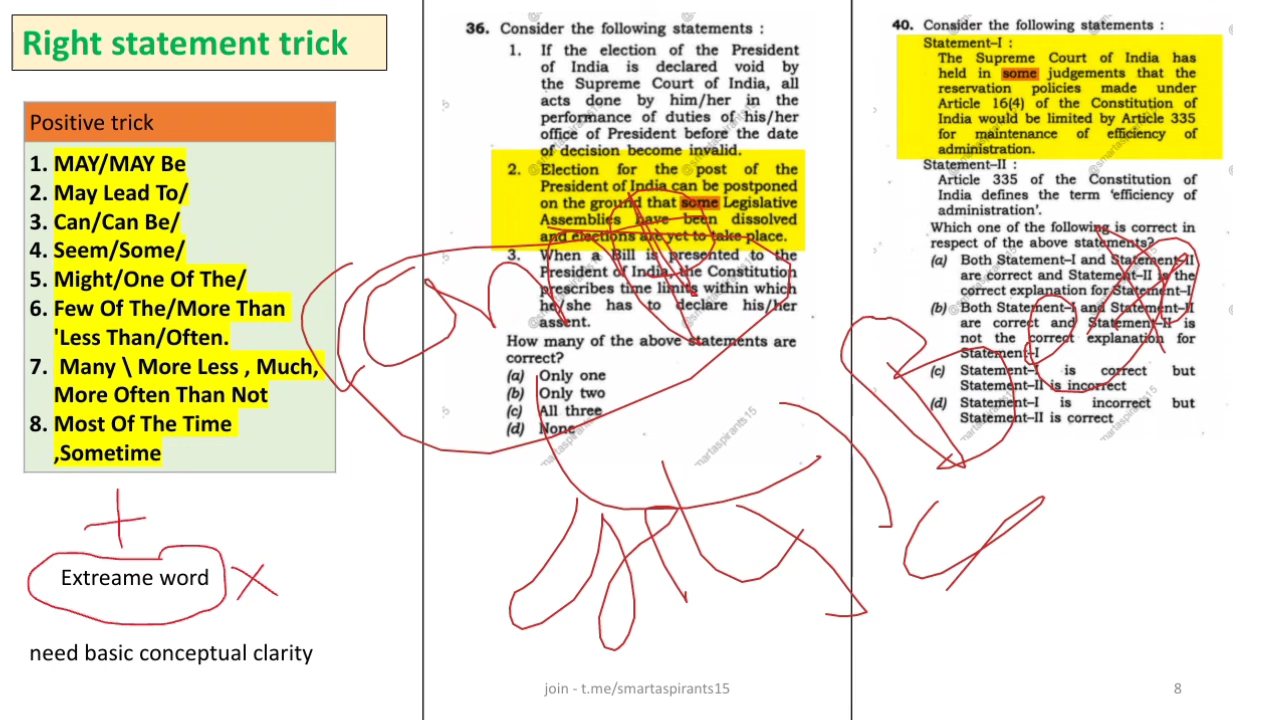 Right statement trick
Positive trick
1. MAY/MAY Be
2. May Lead To/
3. Can/Can Be/
4. Seem/Some/
5. Might/One Of The/
6. Few Of The/More Than
'Less Than/Often.
7. Many \ More Less , Much,
More Often Than Not
8. Most Of The Time
,Sometime
Extreame word
need basic conceptual clarity
36. Consider the following statements :
1. If the election of the President
of India is declared void by
the Supreme Court of India, all
acts done by him/her in the
performance of duties of his/her
office of President before the date
of decision become invalid.
2. Election for the post of the
President of India can be postponed
on the ground that some Legislative
Assemblies have been dissolved
and elections are yet to take place.
3. When a Bill is presented to the
President of India, the Constitution
prescribes time limits within which
he/she has to declare his/her
assent.
How many of the above statements are
correct?
(a) Only one
(b) Only two
(c) All three
(d) None
40. Consider the following statements :
Statement–I :
The Supreme Court of India has
held in some judgements that the
reservation policies made under
Article 16(4) of the Constitution of
India would be limited by Article 335
for maintenance of efficiency of
administration.
Statement–II :
Article 335 of the Constitution of
India defines the term 'efficiency of
administration'.
Which one of the following is correct in
respect of the above statements?
(a) Both Statement–I and Statement–II
are correct and Statement–II is the
correct explanation for Statement–I
(b) Both Statement–I and Statement–II
are correct and Statement–II is
not the correct explanation for
Statement–I
(c) Statement–I is correct but
Statement–II is incorrect
(d) Statement–I is incorrect but
Statement–II is correct
join - t.me/smartaspirants15
8